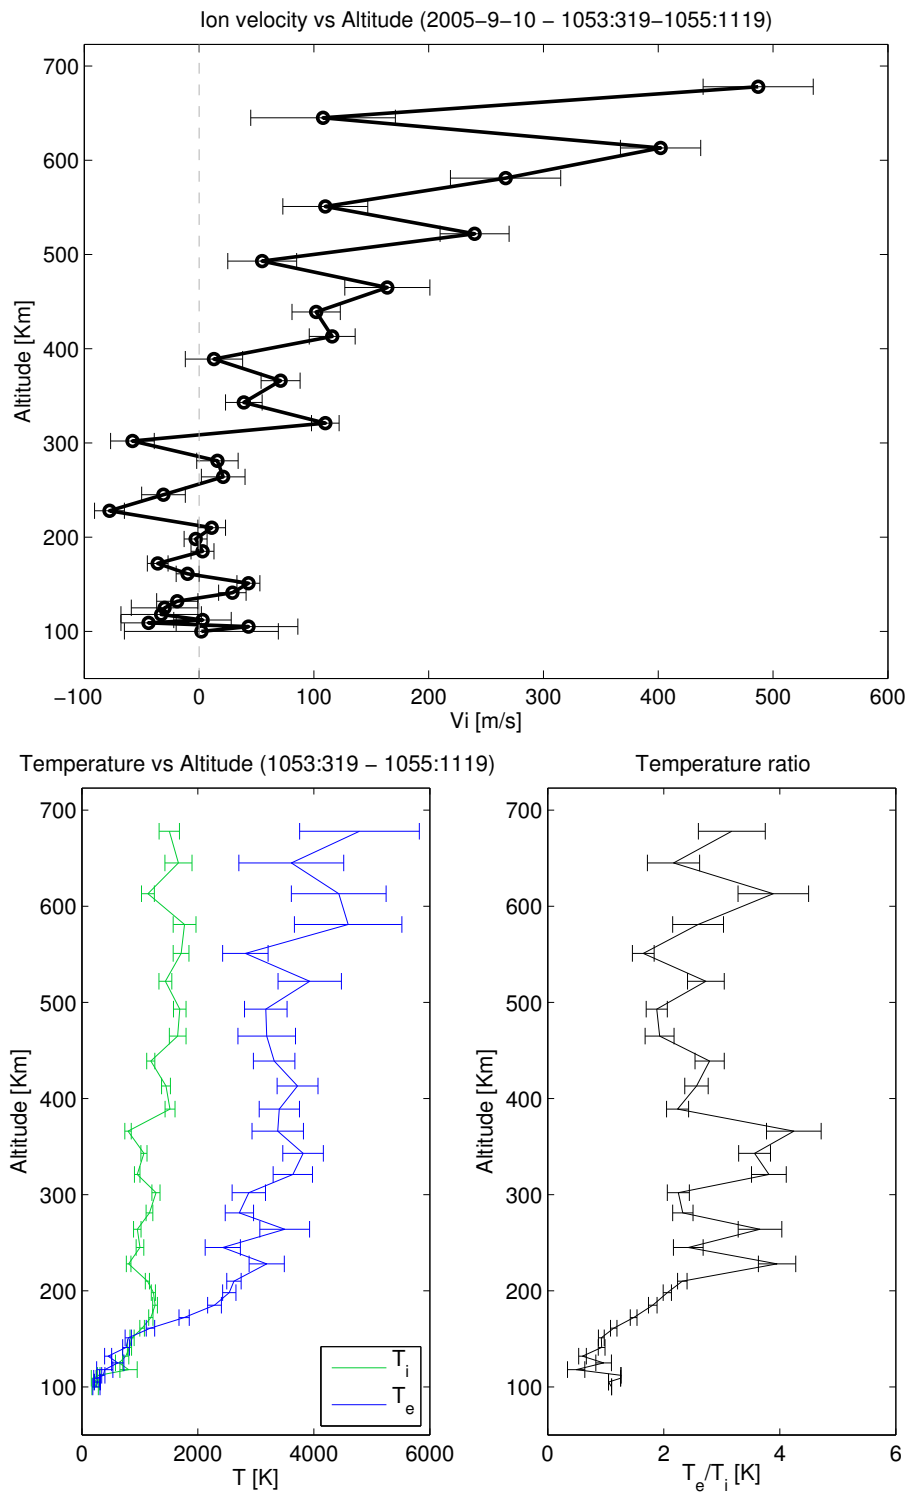 Ion velocity vs Altitude (2005−9−10 − 1053:319−1055:1119)
700
600
500
400
300
200
100
Altitude [Km]
−100 0 100 200 300 400 500 600
Vi [m/s]
Temperature vs Altitude (1053:319 − 1055:1119)
700
600
500
400
300
200
100
Altitude [Km]
T_i
T_e
0 2000 4000 6000
T [K]
Temperature ratio
700
600
500
400
300
200
100
Altitude [Km]
0 2 4 6
T_e/T_i [K]